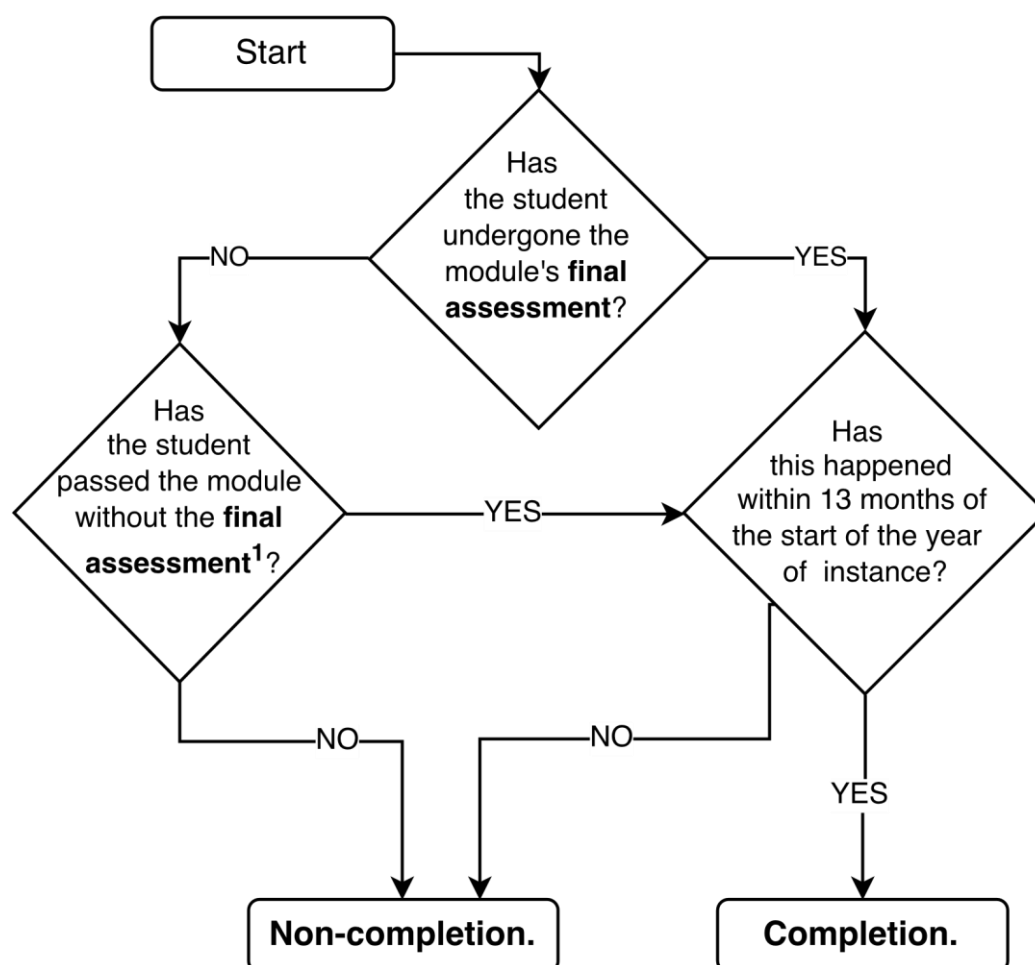 Start
Has
the student
undergone the
module's final
assessment?
NO
YES
Has
the student
passed the module
without the final
assessment¹?
YES
Has
this happened
within 13 months of
the start of the year
of instance?
NO
NO
YES
Non-completion.
Completion.